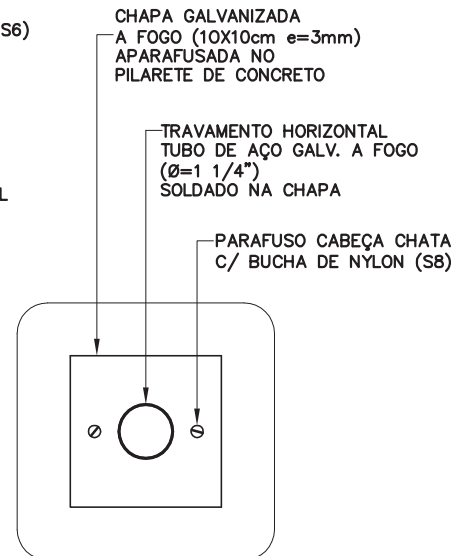 S6)
CHAPA GALVANIZADA
A FOGO (10X10cm e=3mm)
APARAFUSADA NO
PILARETE DE CONCRETO
TRAVAMENTO HORIZONTAL
TUBO DE AÇO GALV. A FOGO
(Ø=1 1/4")
SOLDADO NA CHAPA
L
PARAFUSO CABEÇA CHATA
C/ BUCHA DE NYLON (S8)